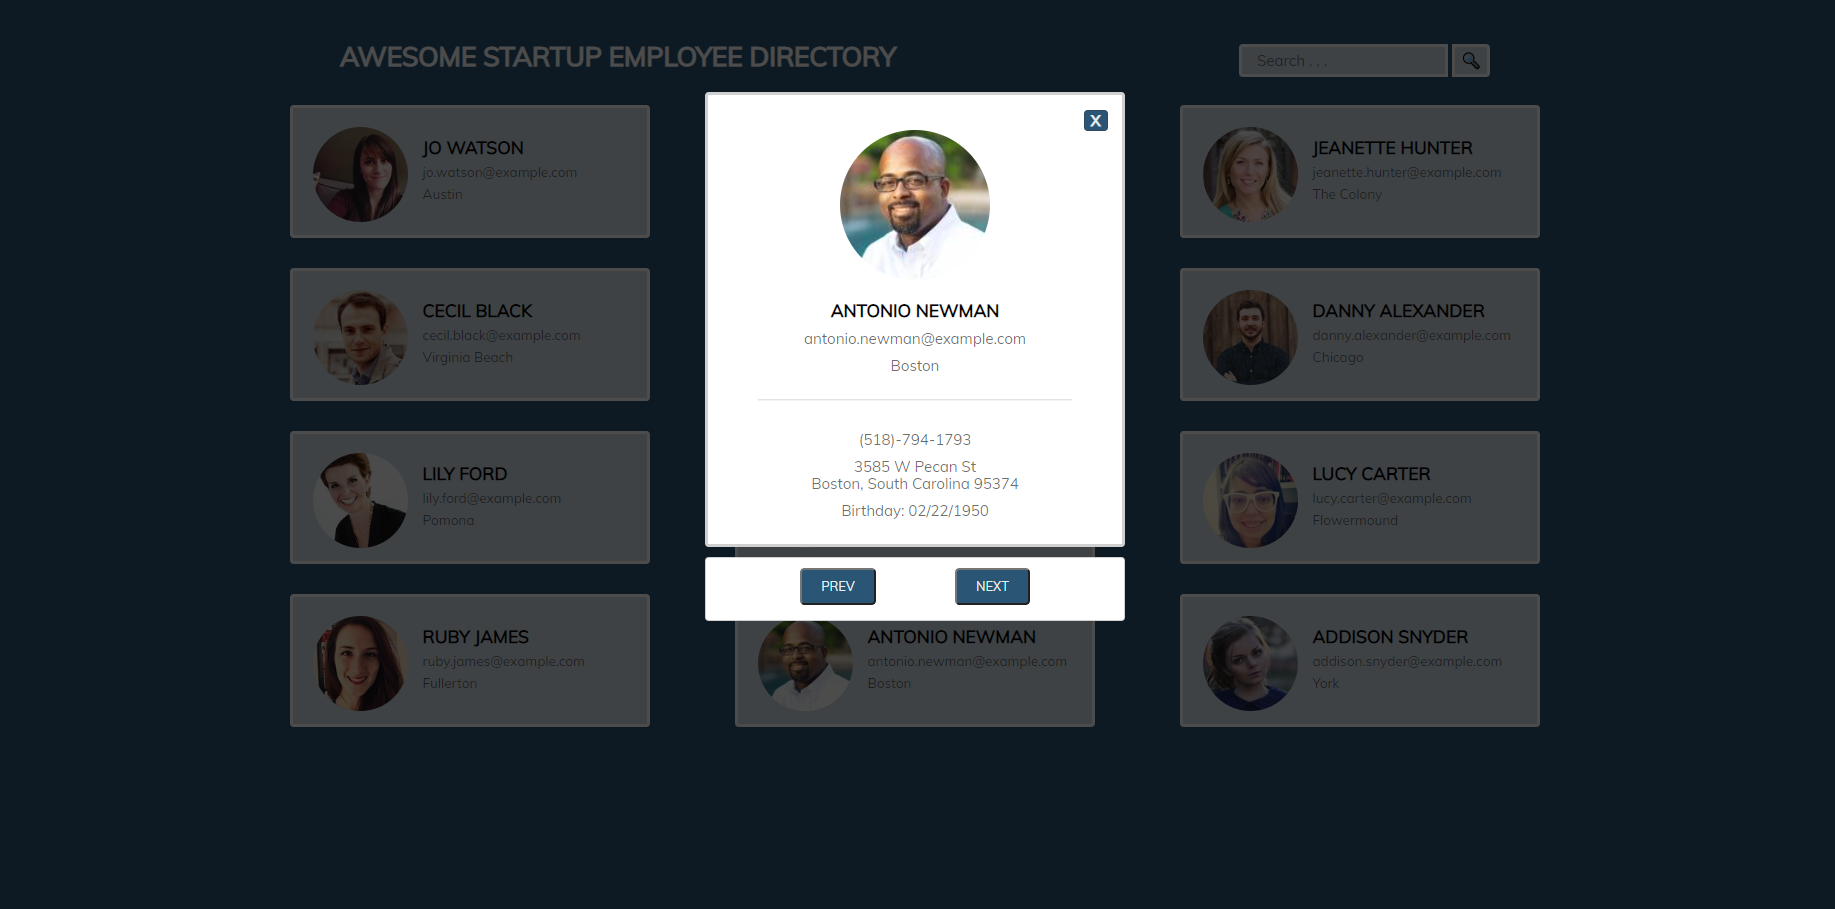 AWESOME STARTUP EMPLOYEE DIRECTORY
Search . . .
JO WATSON
jo.watson@example.com
Austin
X
ANTONIO NEWMAN
antonio.newman@example.com
Boston
(518)-794-1793
3585 W Pecan St
Boston, South Carolina 95374
Birthday: 02/22/1950
PREV
NEXT
JEANETTE HUNTER
jeanette.hunter@example.com
The Colony
CECIL BLACK
cecil.black@example.com
Virginia Beach
DANNY ALEXANDER
danny.alexander@example.com
Chicago
LILY FORD
lily.ford@example.com
Pomona
LUCY CARTER
lucy.carter@example.com
Flowermound
RUBY JAMES
ruby.james@example.com
Fullerton
ANTONIO NEWMAN
antonio.newman@example.com
Boston
ADDISON SNYDER
addison.snyder@example.com
York